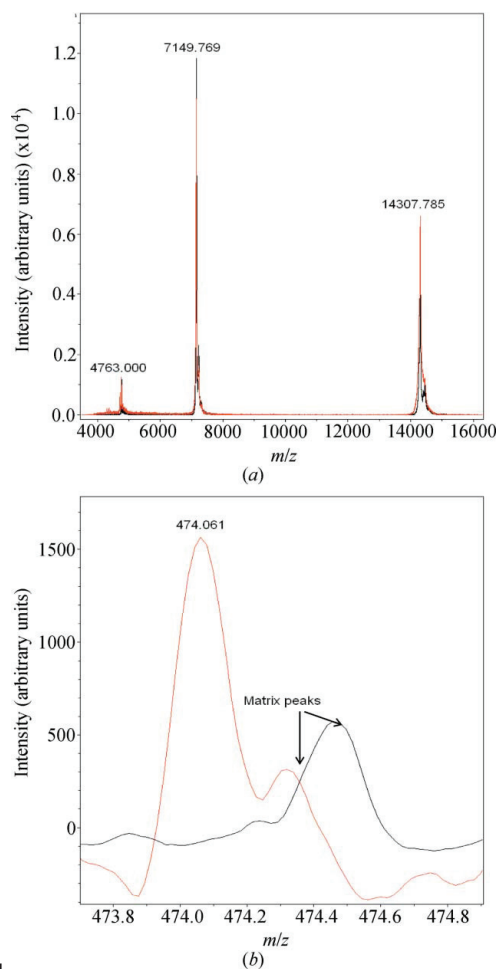 7149.769
1.2
1.0
0.8
14307.785
0.6
0.4
0.2
4763.000
0.0
Intensity (arbitrary units) (x10⁴)
4000 6000 8000 10000 12000 14000 16000
m/z
(a)
474.061
1500
1000
Matrix peaks
500
0
Intensity (arbitrary units)
473.8 474.0 474.2 474.4 474.6 474.8
m/z
(b)